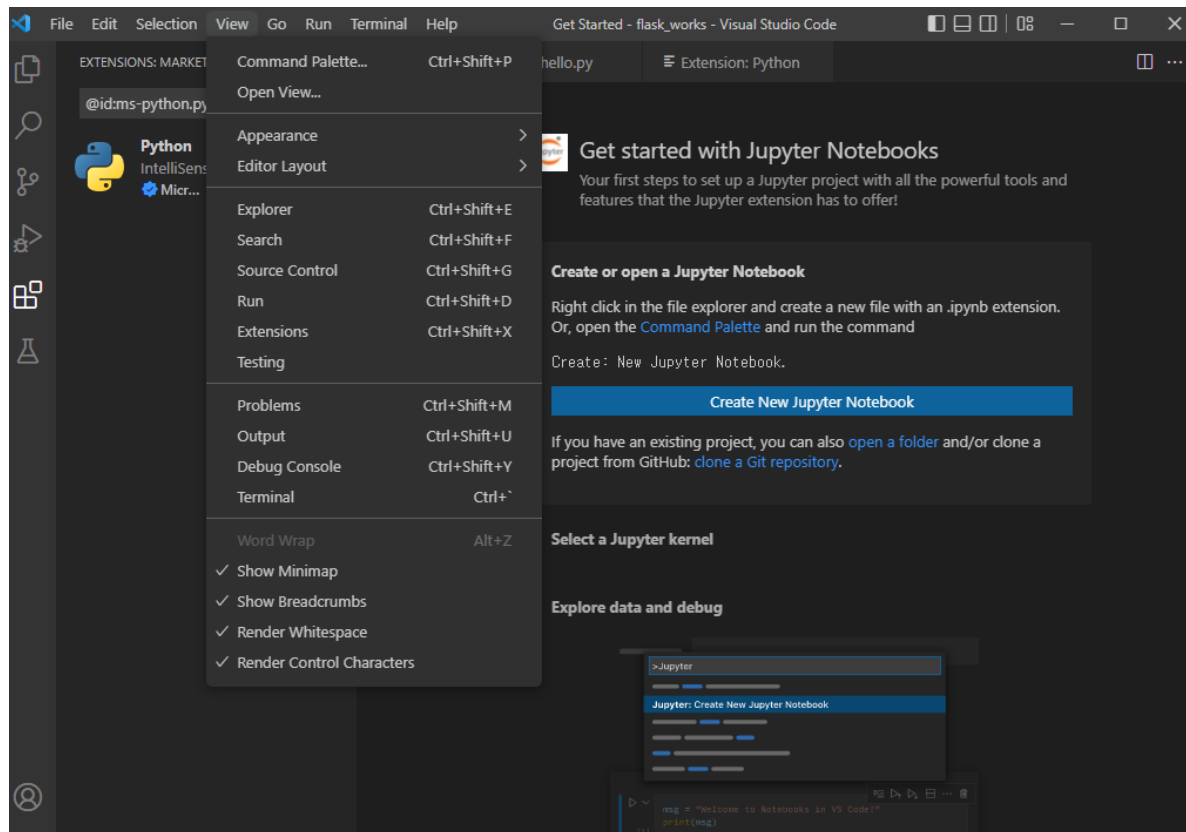 File Edit Selection View Go Run Terminal Help Get Started - flask_works - Visual Studio Code
EXTENSIONS: MARKET
hello.py
Extension: Python
@id:ms-python.py
Python
IntelliSens
Micr...
Command Palette... Ctrl+Shift+P
Open View...
Appearance
Editor Layout
Explorer Ctrl+Shift+E
Search Ctrl+Shift+F
Source Control Ctrl+Shift+G
Run Ctrl+Shift+D
Extensions Ctrl+Shift+X
Testing
Problems Ctrl+Shift+M
Output Ctrl+Shift+U
Debug Console Ctrl+Shift+Y
Terminal Ctrl+`
Word Wrap Alt+Z
Show Minimap
Show Breadcrumbs
Render Whitespace
Render Control Characters
Get started with Jupyter Notebooks
Your first steps to set up a Jupyter project with all the powerful tools and
features that the Jupyter extension has to offer!
Create or open a Jupyter Notebook
Right click in the file explorer and create a new file with an .ipynb extension.
Or, open the Command Palette and run the command
Create: New Jupyter Notebook.
Create New Jupyter Notebook
If you have an existing project, you can also open a folder and/or clone a
project from GitHub: clone a Git repository.
Select a Jupyter kernel
Explore data and debug
>Jupyter
Jupyter: Create New Jupyter Notebook
msg = "Welcome to Notebooks in VS Code!"
print(msg)